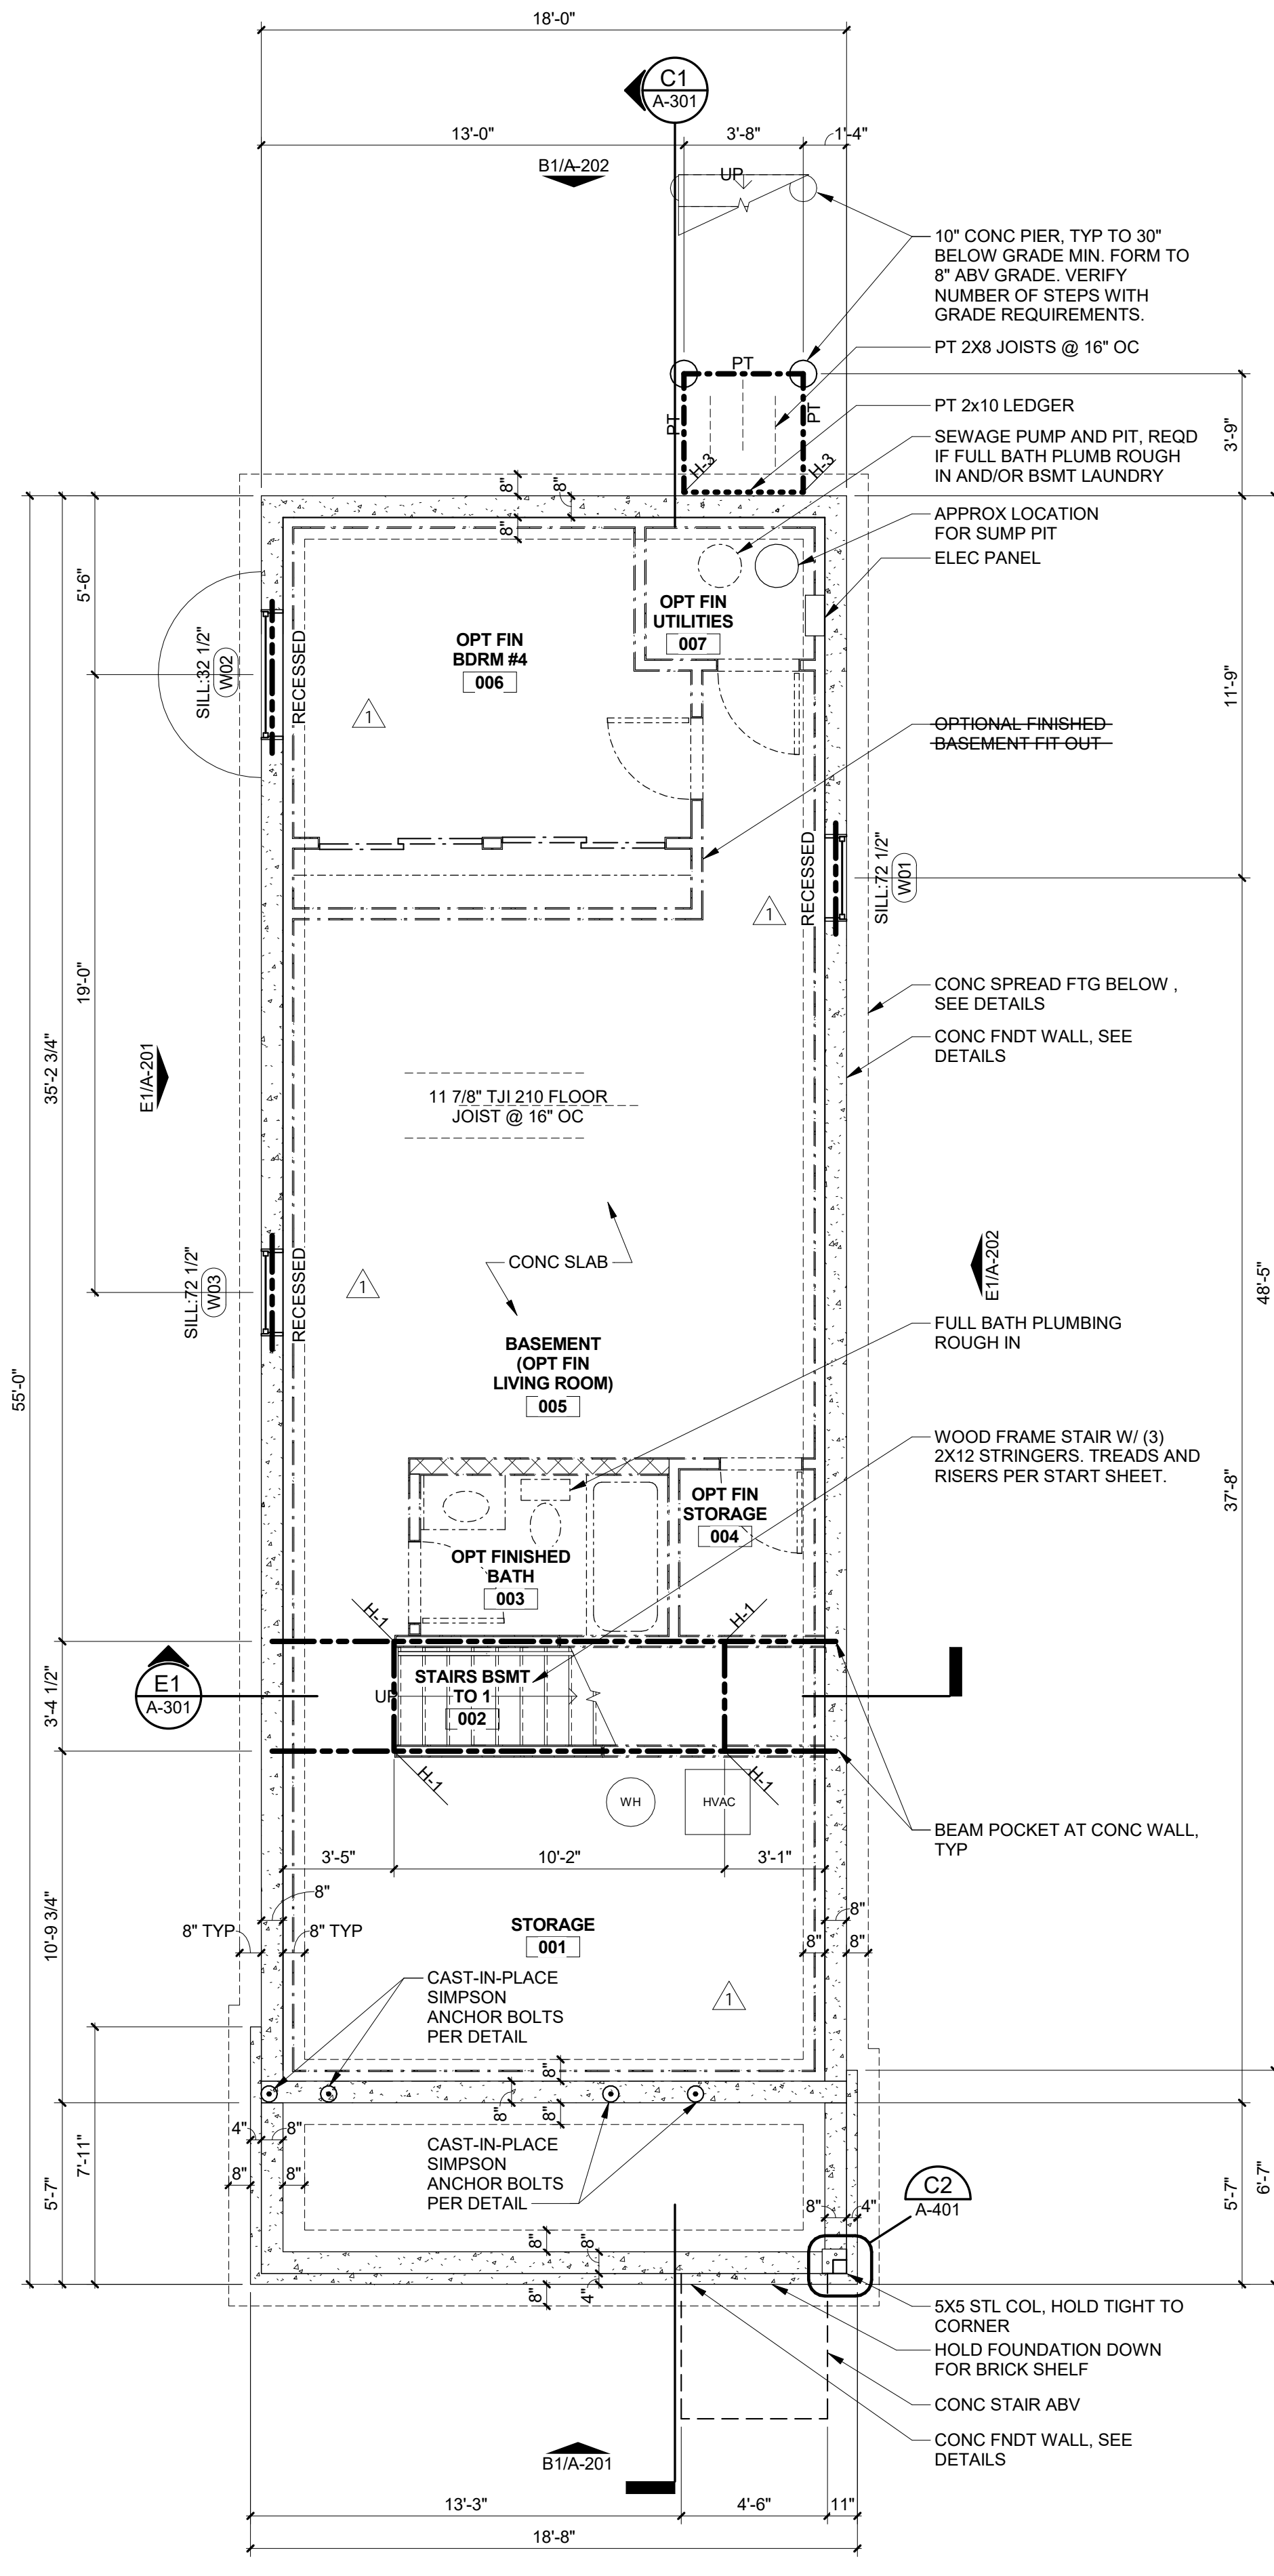 18'-0"
C1
A-301
13'-0"
3'-8"
1'-4"
B1/A-202
UP
10" CONC PIER, TYP TO 30"
BELOW GRADE MIN. FORM TO
8" ABV GRADE. VERIFY
NUMBER OF STEPS WITH
GRADE REQUIREMENTS.
PT 2X8 JOISTS @ 16" OC
PT
PT
PT
3'-9"
PT 2x10 LEDGER
SEWAGE PUMP AND PIT, REQD
IF FULL BATH PLUMB ROUGH
IN AND/OR BSMT LAUNDRY
H-3
H-3
8"
8"
8"
APPROX LOCATION
FOR SUMP PIT
ELEC PANEL
5'-6"
OPT FIN
UTILITIES
007
OPT FIN
BDRM #4
006
SILL:32 1/2"
W02
RECESSED
1
11'-9"
OPTIONAL FINISHED
BASEMENT FIT OUT
RECESSED
SILL:72 1/2"
W01
1
19'-0"
35'-2 3/4"
CONC SPREAD FTG BELOW ,
SEE DETAILS
CONC FNDT WALL, SEE
DETAILS
E1/A-201
11 7/8" TJI 210 FLOOR
JOIST @ 16" OC
CONC SLAB
E1/A-202
48'-5"
SILL:72 1/2"
W03
RECESSED
1
FULL BATH PLUMBING
ROUGH IN
BASEMENT
(OPT FIN
LIVING ROOM)
005
55'-0"
WOOD FRAME STAIR W/ (3)
2X12 STRINGERS. TREADS AND
RISERS PER START SHEET.
37'-8"
OPT FIN
STORAGE
004
OPT FINISHED
BATH
003
H-1
H-1
3'-4 1/2"
E1
A-301
STAIRS BSMT
TO 1
002
UP
H-1
H-1
WH
HVAC
BEAM POCKET AT CONC WALL,
TYP
3'-5"
10'-2"
3'-1"
10'-9 3/4"
8"
8" TYP
8" TYP
STORAGE
001
8"
8"
8"
CAST-IN-PLACE
SIMPSON
ANCHOR BOLTS
PER DETAIL
1
8"
8"
8"
4"
8"
8"
8"
7'-11"
5'-7"
CAST-IN-PLACE
SIMPSON
ANCHOR BOLTS
PER DETAIL
C2
A-401
8"
4"
5'-7"
6'-7"
8"
8"
8"
4"
5X5 STL COL, HOLD TIGHT TO
CORNER
HOLD FOUNDATION DOWN
FOR BRICK SHELF
CONC STAIR ABV
CONC FNDT WALL, SEE
DETAILS
B1/A-201
13'-3"
4'-6"
11"
18'-8"